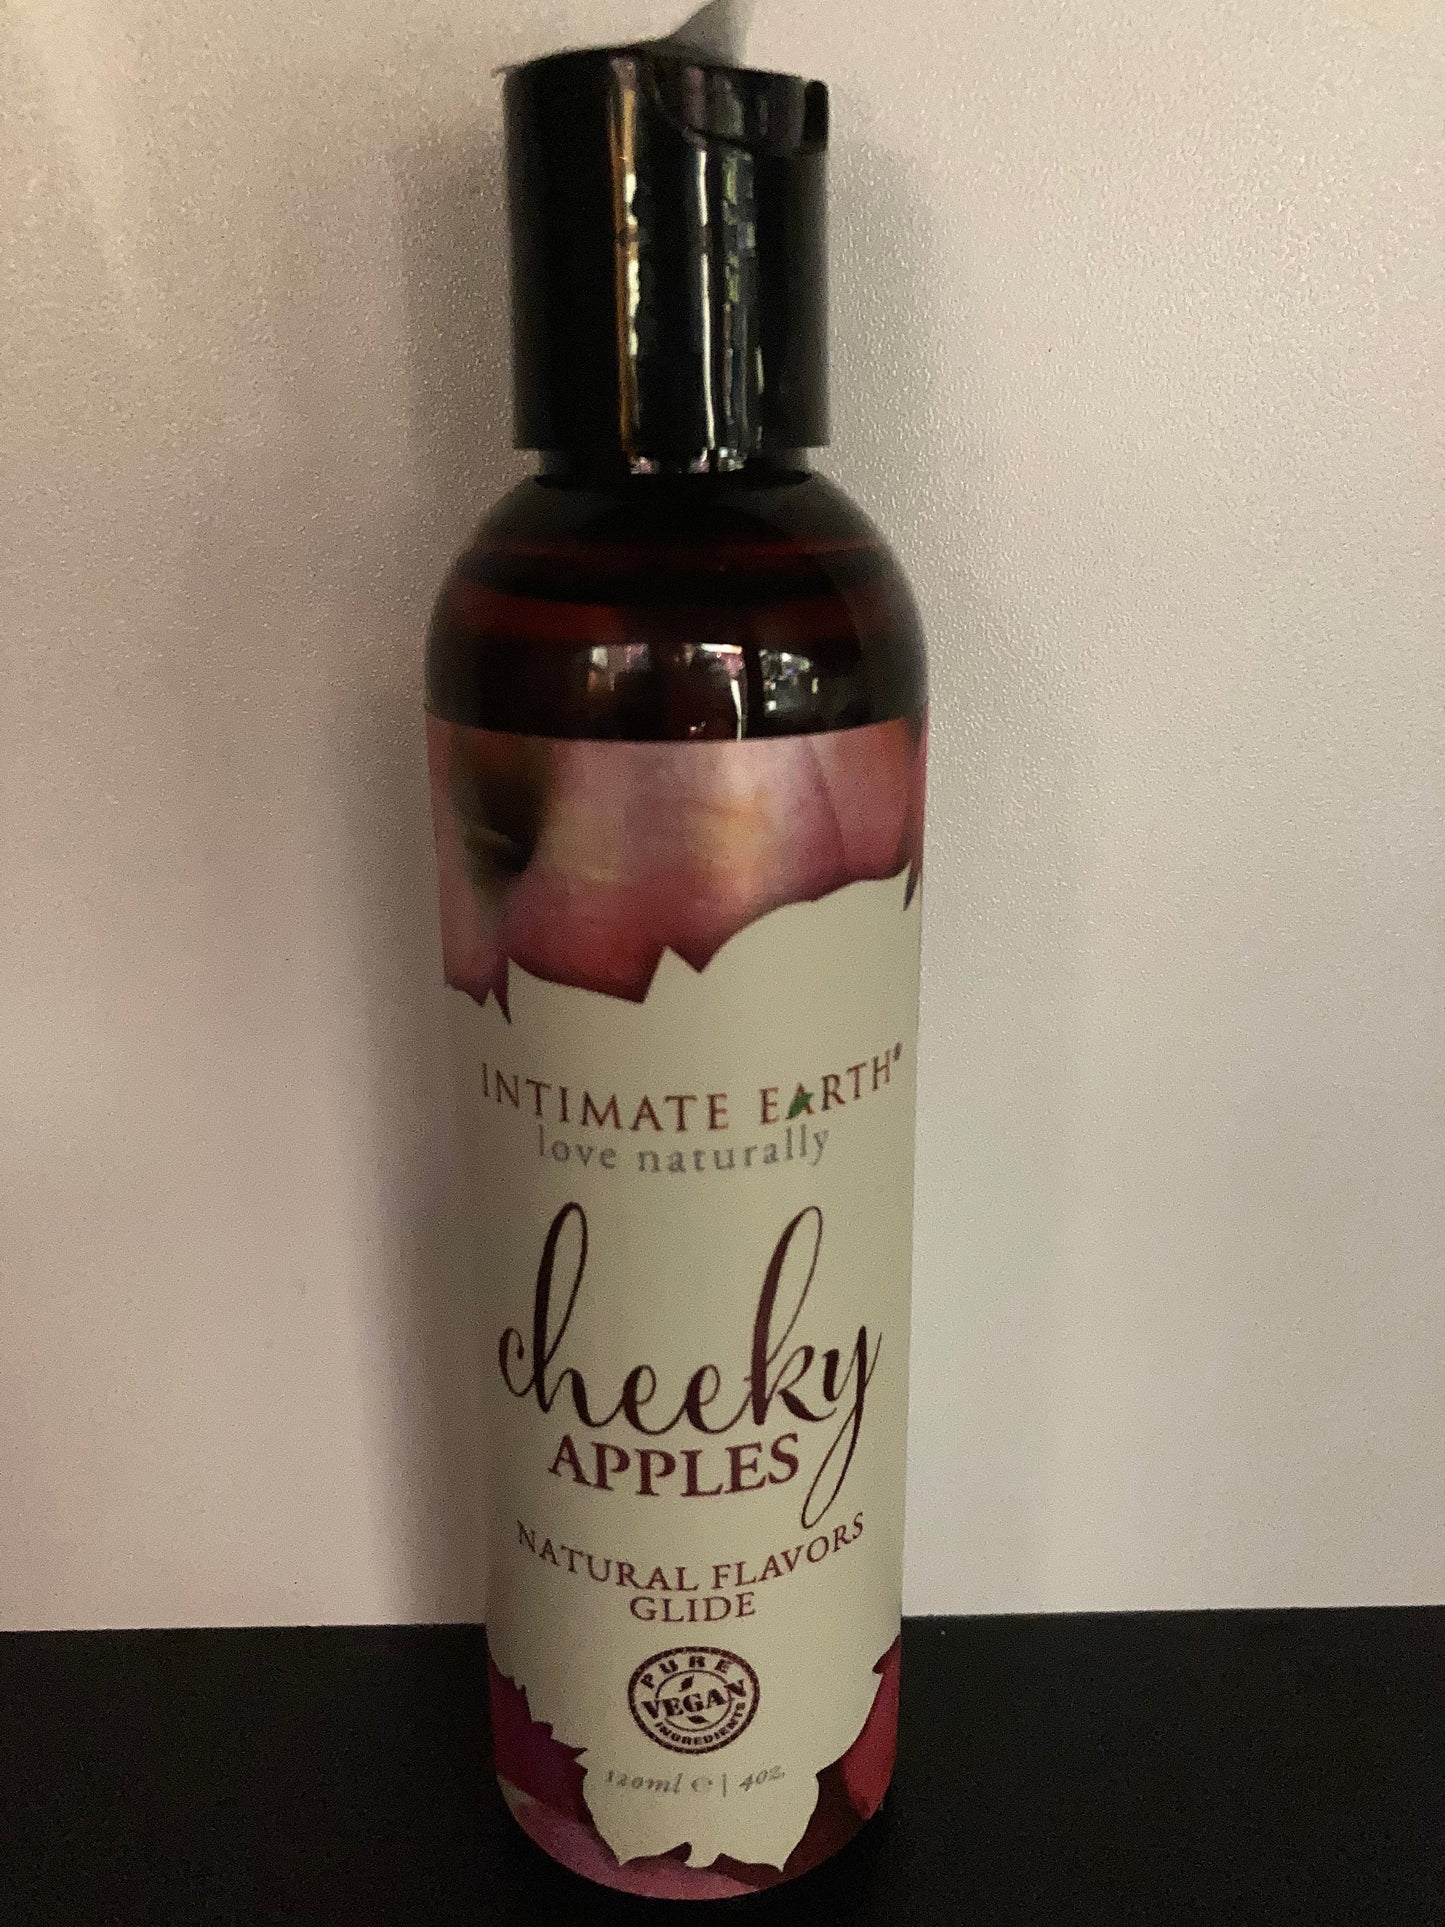 INTIMATE EARTH®
love naturally
cheeky
APPLES
NATURAL FLAVORS
GLIDE
PURE
VEGAN
INGREDIENTS
120ml ℮ | 4oz